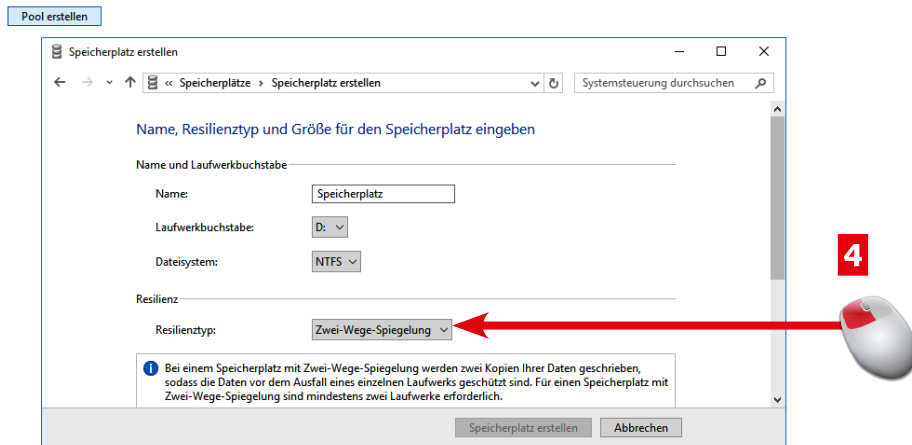 Pool erstellen
Speicherplatz erstellen
« Speicherplätze > Speicherplatz erstellen
Systemsteuerung durchsuchen
Name, Resilienztyp und Größe für den Speicherplatz eingeben
Name und Laufwerkbuchstabe
Name: Speicherplatz
Laufwerkbuchstabe: D:
Dateisystem: NTFS
Resilienz
Resilienztyp: Zwei-Wege-Spiegelung
4
Bei einem Speicherplatz mit Zwei-Wege-Spiegelung werden zwei Kopien Ihrer Daten geschrieben,
sodass die Daten vor dem Ausfall eines einzelnen Laufwerks geschützt sind. Für einen Speicherplatz mit
Zwei-Wege-Spiegelung sind mindestens zwei Laufwerke erforderlich.
Speicherplatz erstellen
Abbrechen